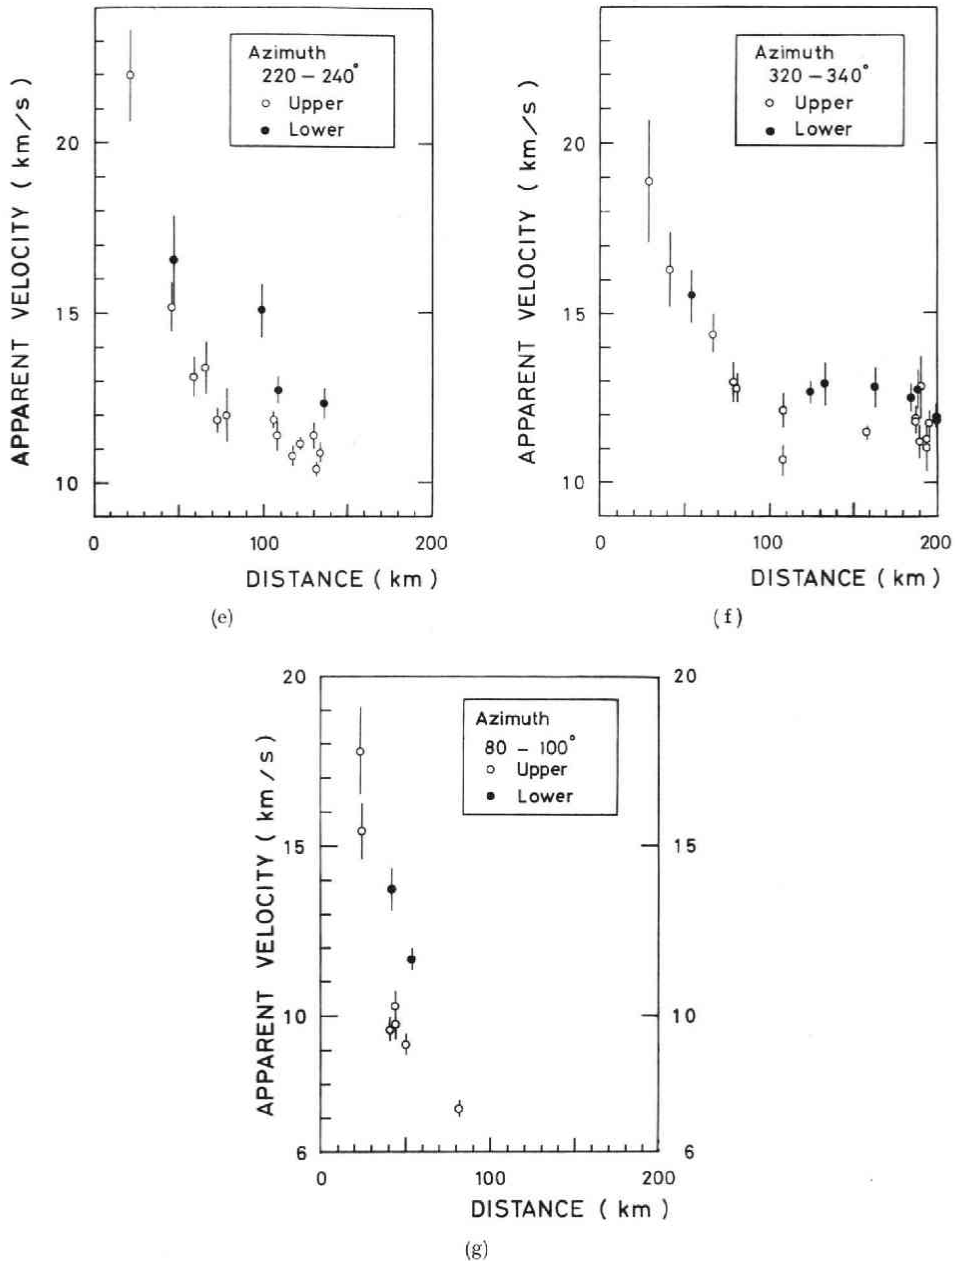 APPARENT VELOCITY ( km/s )
20
15
10
Azimuth
220 – 240°
○ Upper
● Lower
0
100
200
DISTANCE ( km )
(e)
APPARENT VELOCITY ( km/s )
20
15
10
Azimuth
320 – 340°
○ Upper
● Lower
0
100
200
DISTANCE ( km )
(f)
APPARENT VELOCITY ( km/s )
20
15
10
6
Azimuth
80 – 100°
○ Upper
● Lower
20
15
10
6
0
100
200
DISTANCE ( km )
(g)